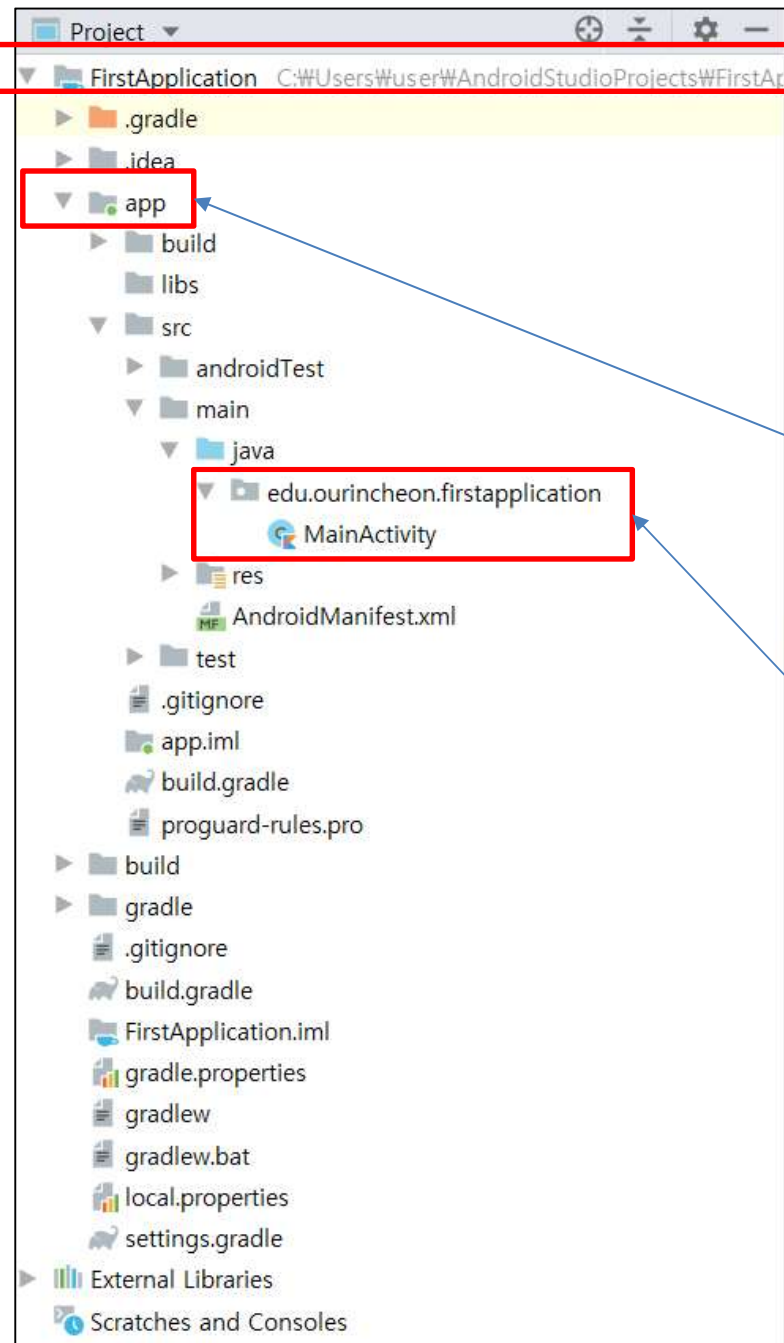 Project
FirstApplication C:₩Users₩user₩AndroidStudioProjects₩FirstAp
.gradle
.idea
app
build
libs
src
androidTest
main
java
edu.ourincheon.firstapplication
MainActivity
res
AndroidManifest.xml
test
.gitignore
app.iml
build.gradle
proguard-rules.pro
build
gradle
.gitignore
build.gradle
FirstApplication.iml
gradle.properties
gradlew
gradlew.bat
local.properties
settings.gradle
External Libraries
Scratches and Consoles